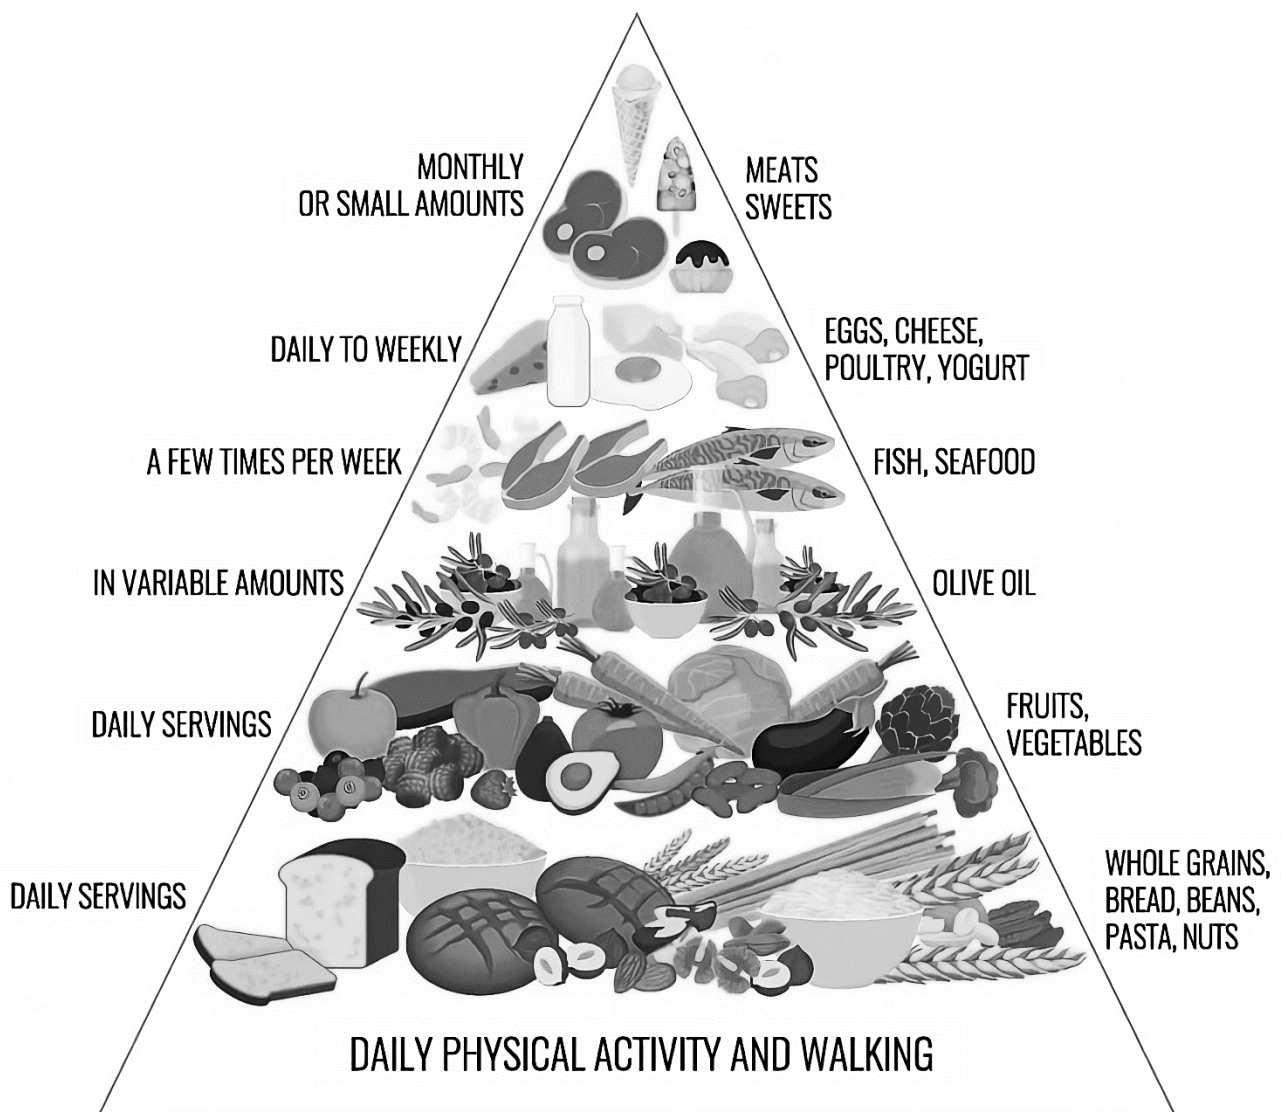 MONTHLY
OR SMALL AMOUNTS
MEATS
SWEETS
DAILY TO WEEKLY
EGGS, CHEESE,
POULTRY, YOGURT
A FEW TIMES PER WEEK
FISH, SEAFOOD
IN VARIABLE AMOUNTS
OLIVE OIL
DAILY SERVINGS
FRUITS,
VEGETABLES
DAILY SERVINGS
WHOLE GRAINS,
BREAD, BEANS,
PASTA, NUTS
DAILY PHYSICAL ACTIVITY AND WALKING